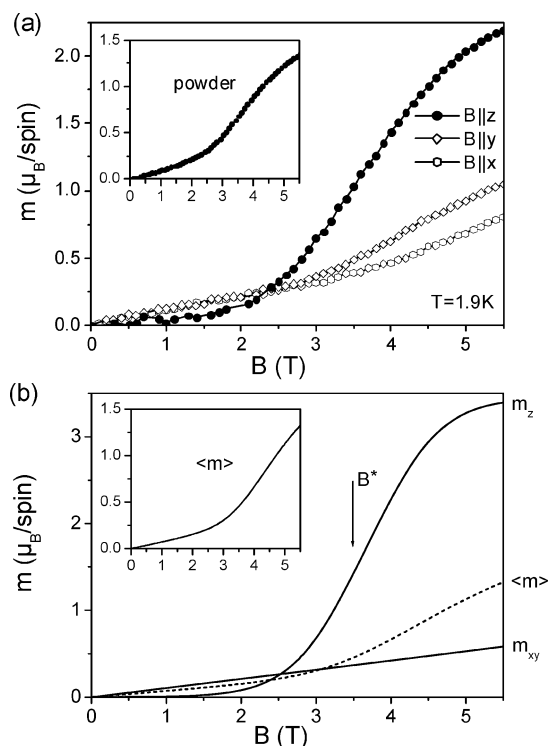 (a)
2.0
1.5
1.0
0.5
0.0
m (μB/spin)
1.5
1.0
0.5
0.0
0 1 2 3 4 5
powder
B||z
B||y
B||x
T=1.9K
0 1 2 3 4 5
B (T)
(b)
3
2
1
0
m (μB/spin)
1.5
1.0
0.5
0.0
0 1 2 3 4 5
<m>
B*
mz
<m>
mxy
0 1 2 3 4 5
B (T)